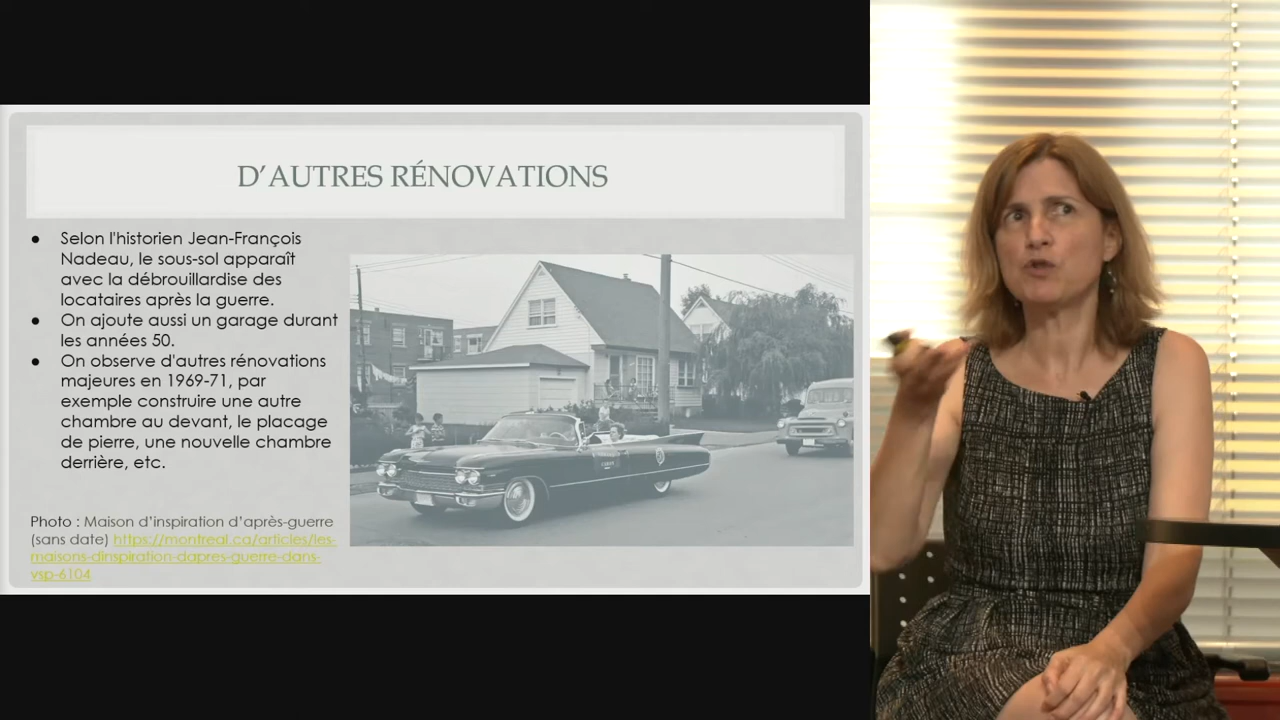 D'AUTRES RÉNOVATIONS
● Selon l'historien Jean-François
Nadeau, le sous-sol apparaît
avec la débrouillardise des
locataires après la guerre.
● On ajoute aussi un garage durant
les années 50.
● On observe d'autres rénovations
majeures en 1969-71, par
exemple construire une autre
chambre au devant, le placage
de pierre, une nouvelle chambre
derrière, etc.
Photo : Maison d'inspiration d'après-guerre
(sans date) https://montreal.ca/articles/les-
maisons-dinspiration-dapres-guerre-dans-
vsp-6104